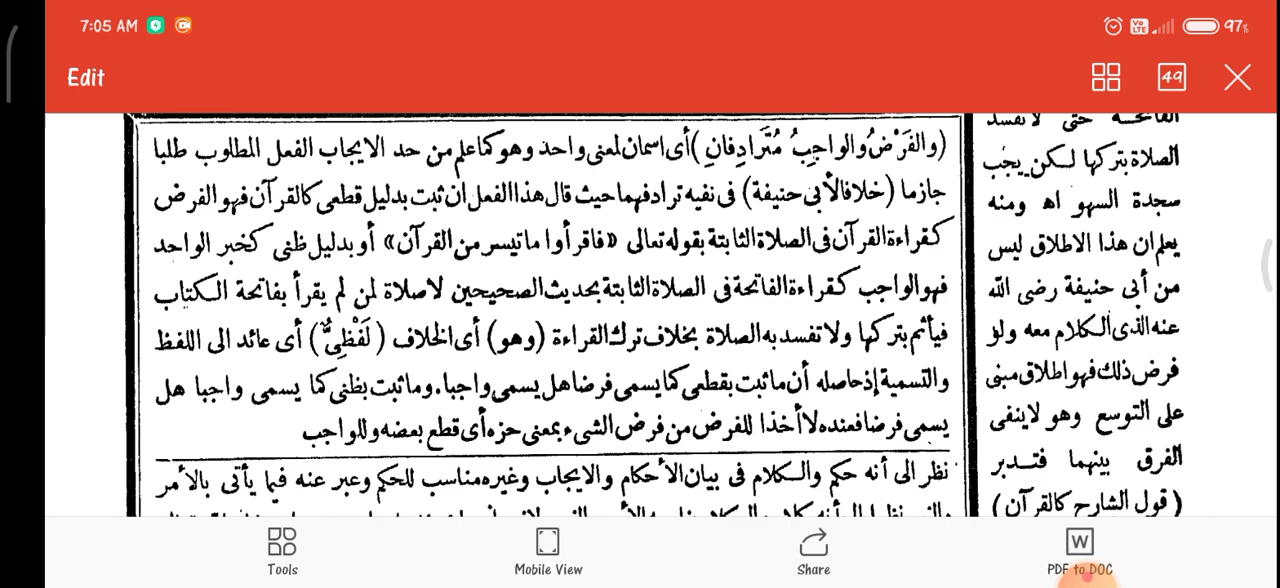 7:05 AM
97%
Edit
49
(والفَرْضُ والواجِبُ مُتَرَادِفانِ) أى اسمان لمعنى واحد وهو كما علم من حد الايجاب الفعل المطلوب طلبا
جازما (خلافا لأبى حنيفة) فى نفيه ترادفهما حيث قال هذا الفعل ان ثبت بدليل قطعى كالقرآن فهو الفرض
كقراءة القرآن فى الصلاة الثابتة بقوله تعالى «فاقرأوا ما تيسر من القرآن» أو بدليل ظنى كخبر الواحد
فهو الواجب كقراءة الفاتحة فى الصلاة الثابتة بحديث الصحيحين لاصلاة لمن لم يقرأ بفاتحة الكتاب
فيأثم بتركها ولا تفسد به الصلاة بخلاف ترك القراءة (وهو) أى الخلاف (لَفْظِىٌّ) أى عائد الى اللفظ
والتسمية إذ حاصله أن ما ثبت بقطعى كما يسمى فرضا هل يسمى واجبا. وما ثبت بظنى كما يسمى واجبا هل
يسمى فرضا فعنده لا أخذا للفرض من فرض الشىء بمعنى حزه أى قطع بعضه وللواجب
نظر الى أنه حكم والكلام فى بيان الأحكام والايجاب وغيره مناسب للحكم وعبر عنه فيما يأتى بالأمر
الفاتحة حتى لا تفسد
الصلاة بتركها لكن يجب
سجدة السهو اه ومنه
يعلم ان هذا الاطلاق ليس
من أبى حنيفة رضى الله
عنه الذى الكلام معه ولو
فرض ذلك فهو اطلاق مبنى
على التوسع وهو لاينفى
الفرق بينهما فتدبر
(قول الشارح كالقرآن)
Tools
Mobile View
Share
W
PDF to DOC